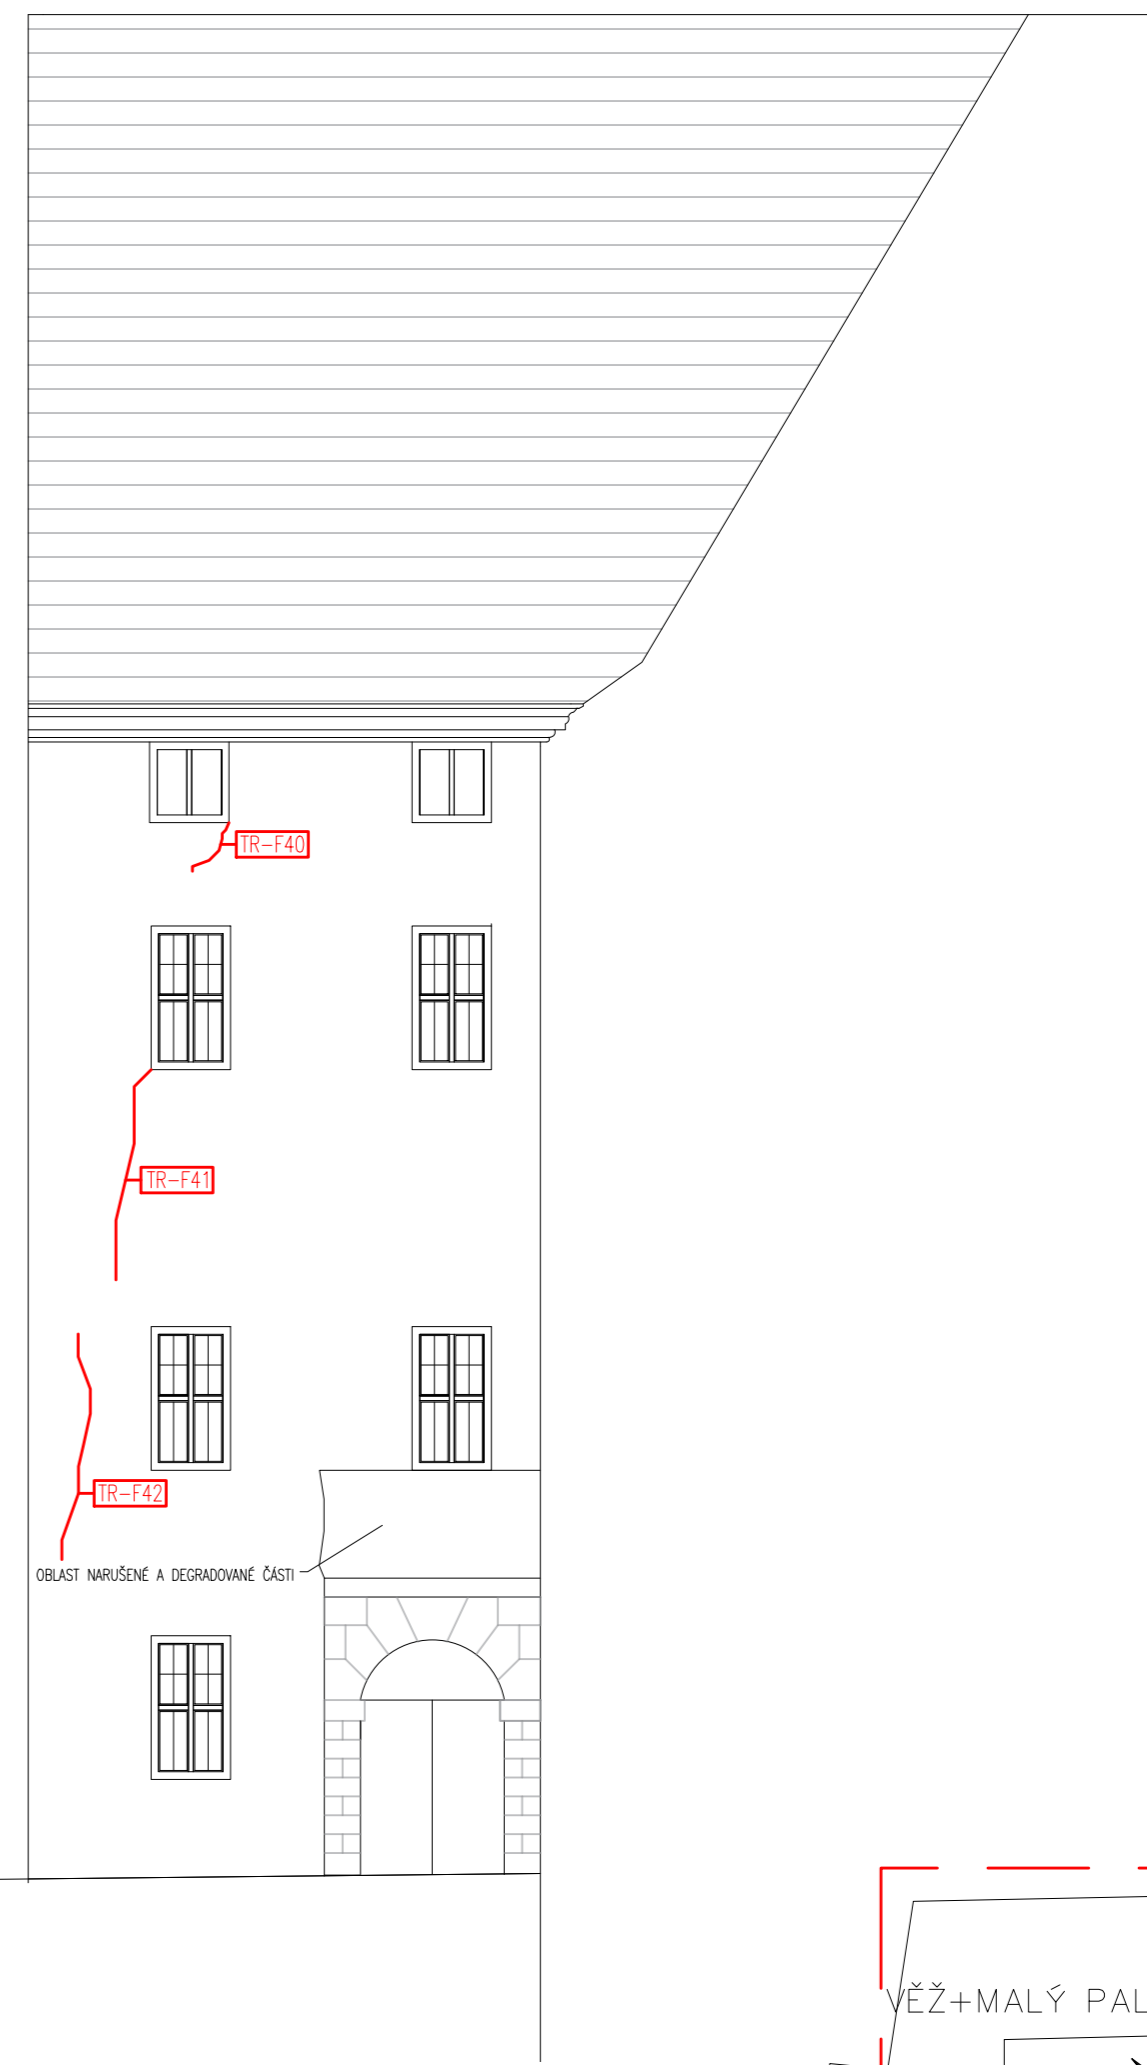 TR-F40
TR-F41
TR-F42
OBLAST NARUŠENÉ A DEGRADOVANÉ ČÁSTI
VĚŽ+MALÝ PAL